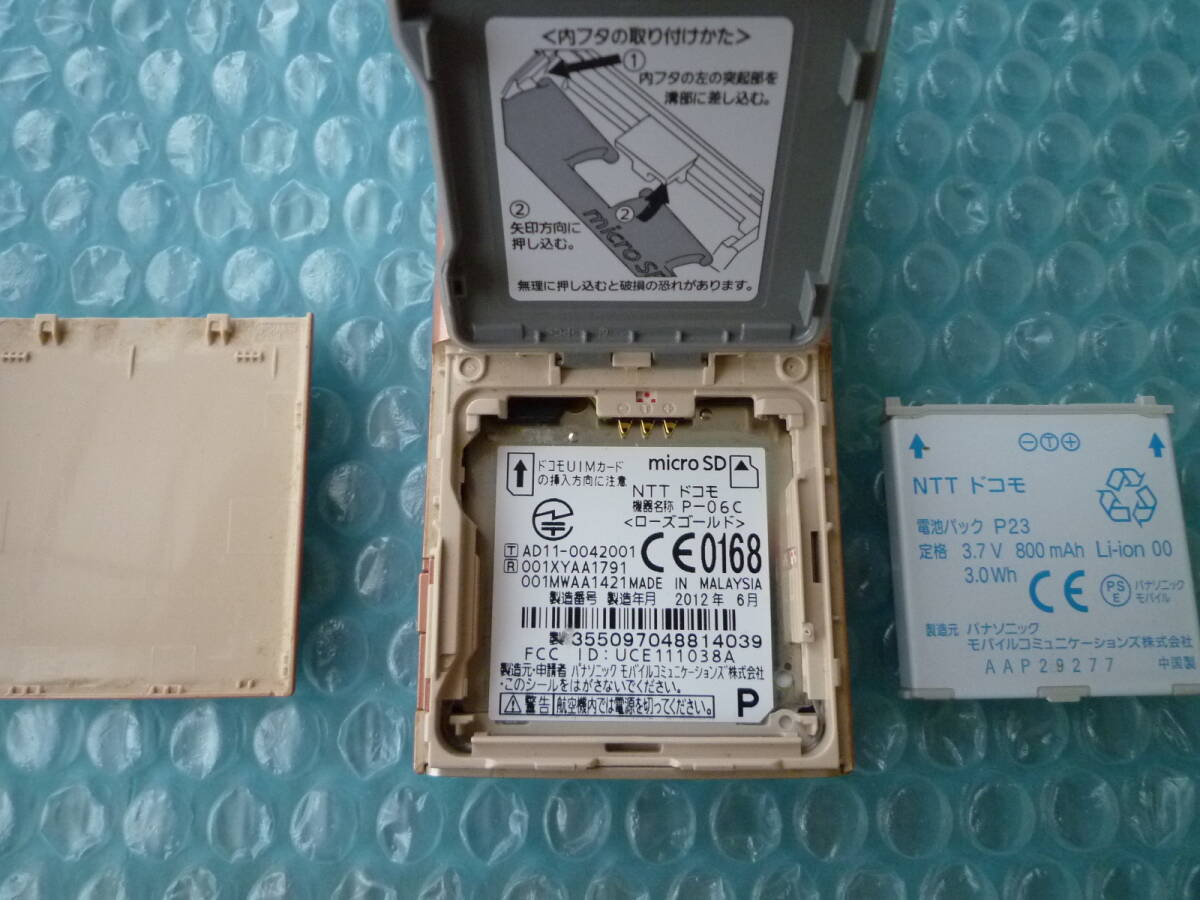 <内フタの取り付けかた>
①
内フタの左の突起部を
溝部に差し込む。
②
矢印方向に
押し込む。
②
micro SD
無理に押し込むと破損の恐れがあります。
ドコモUIMカード
の挿入方向に注意
micro SD
NTT ドコモ
機器名称 P-06C
<ローズゴールド>
T AD11-0042001
R 001XYAA1791
001MWAA1421
CE0168
MADE IN MALAYSIA
製造番号 製造年月 2012年 6月
製 355097048814039
FCC ID:UCE111038A
製造元・申請者 パナソニック モバイルコミュニケーションズ株式会社
・このシールをはがさないでください。
警告 航空機内では電源を切ってください。
P
⊖Ⓣ⊕
⊖Ⓣ⊕
NTT ドコモ
電池パック P23
定格 3.7V 800mAh Li-ion 00
3.0Wh
CE
PSE パナソニック
モバイル
製造元 パナソニック
モバイルコミュニケーションズ株式会社
AAP29277 中国製